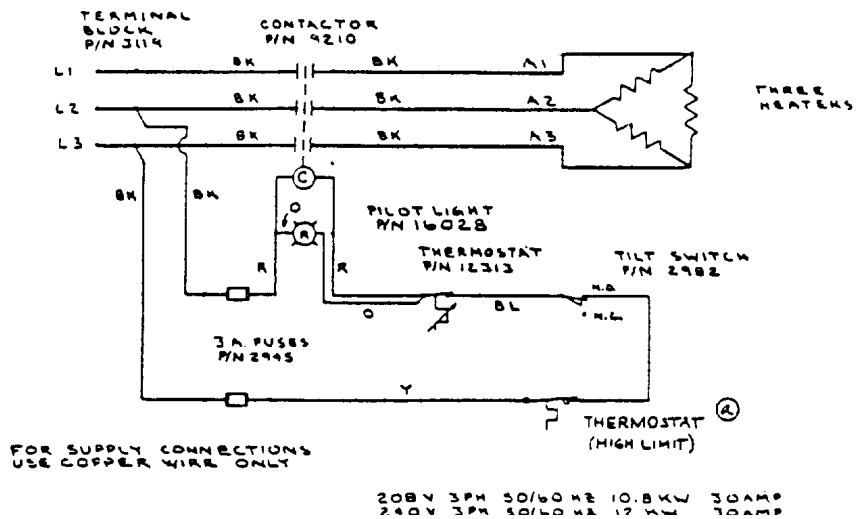 TERMINAL
BLOCK
P/N 3119
CONTACTOR
P/N 9210
L1
BK
BK
A1
L2
BK
BK
A2
L3
BK
BK
A3
THREE
HEATERS
BK
BK
C
O
R
PILOT LIGHT
P/N 16028
R
R
THERMOSTAT
P/N 12313
TILT SWITCH
P/N 2982
O
BL
N.O.
N.C.
3 A. FUSES
P/N 2945
Y
THERMOSTAT
(HIGH LIMIT)
a
FOR SUPPLY CONNECTIONS
USE COPPER WIRE ONLY
208V 3PH 50/60 HZ 10.8 KW 30AMP
240V 3PH 50/60 HZ 12 KW 30AMP